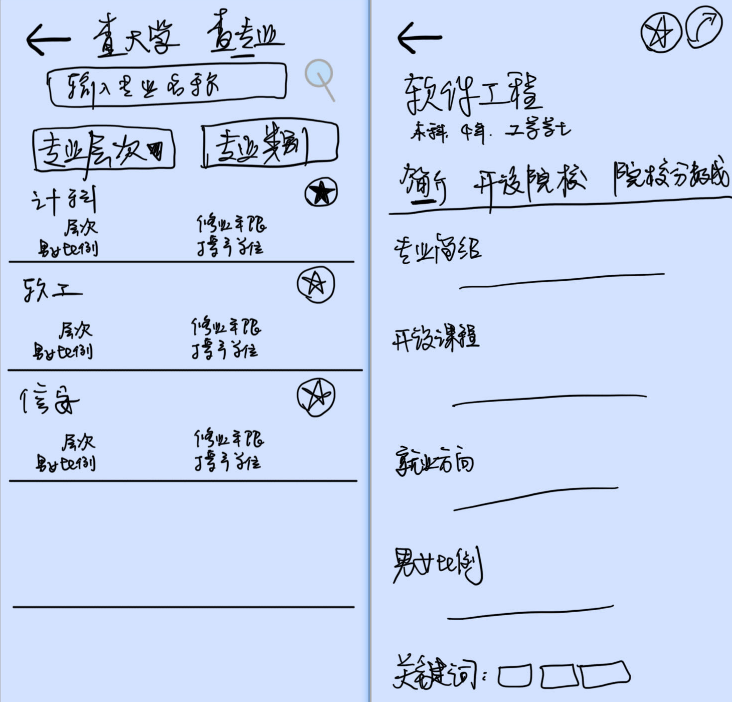 查大学 查专业
输入专业名称
专业层次 专业类别
计科
层次 修业年限
男女比例 授予学位
软工
层次 修业年限
男女比例 授予学位
信安
层次 修业年限
男女比例 授予学位
软件工程
本科 4年. 工学学士
简介 开设院校 院校分数线
专业简绍
开设课程
就业方向
男女比例
关键词: